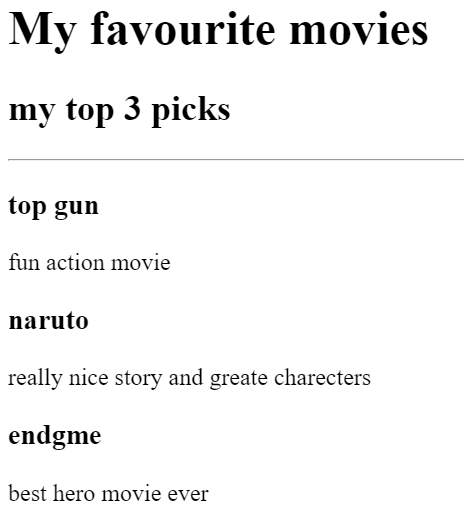 My favourite movies
my top 3 picks
top gun
fun action movie
naruto
really nice story and greate charecters
endgme
best hero movie ever